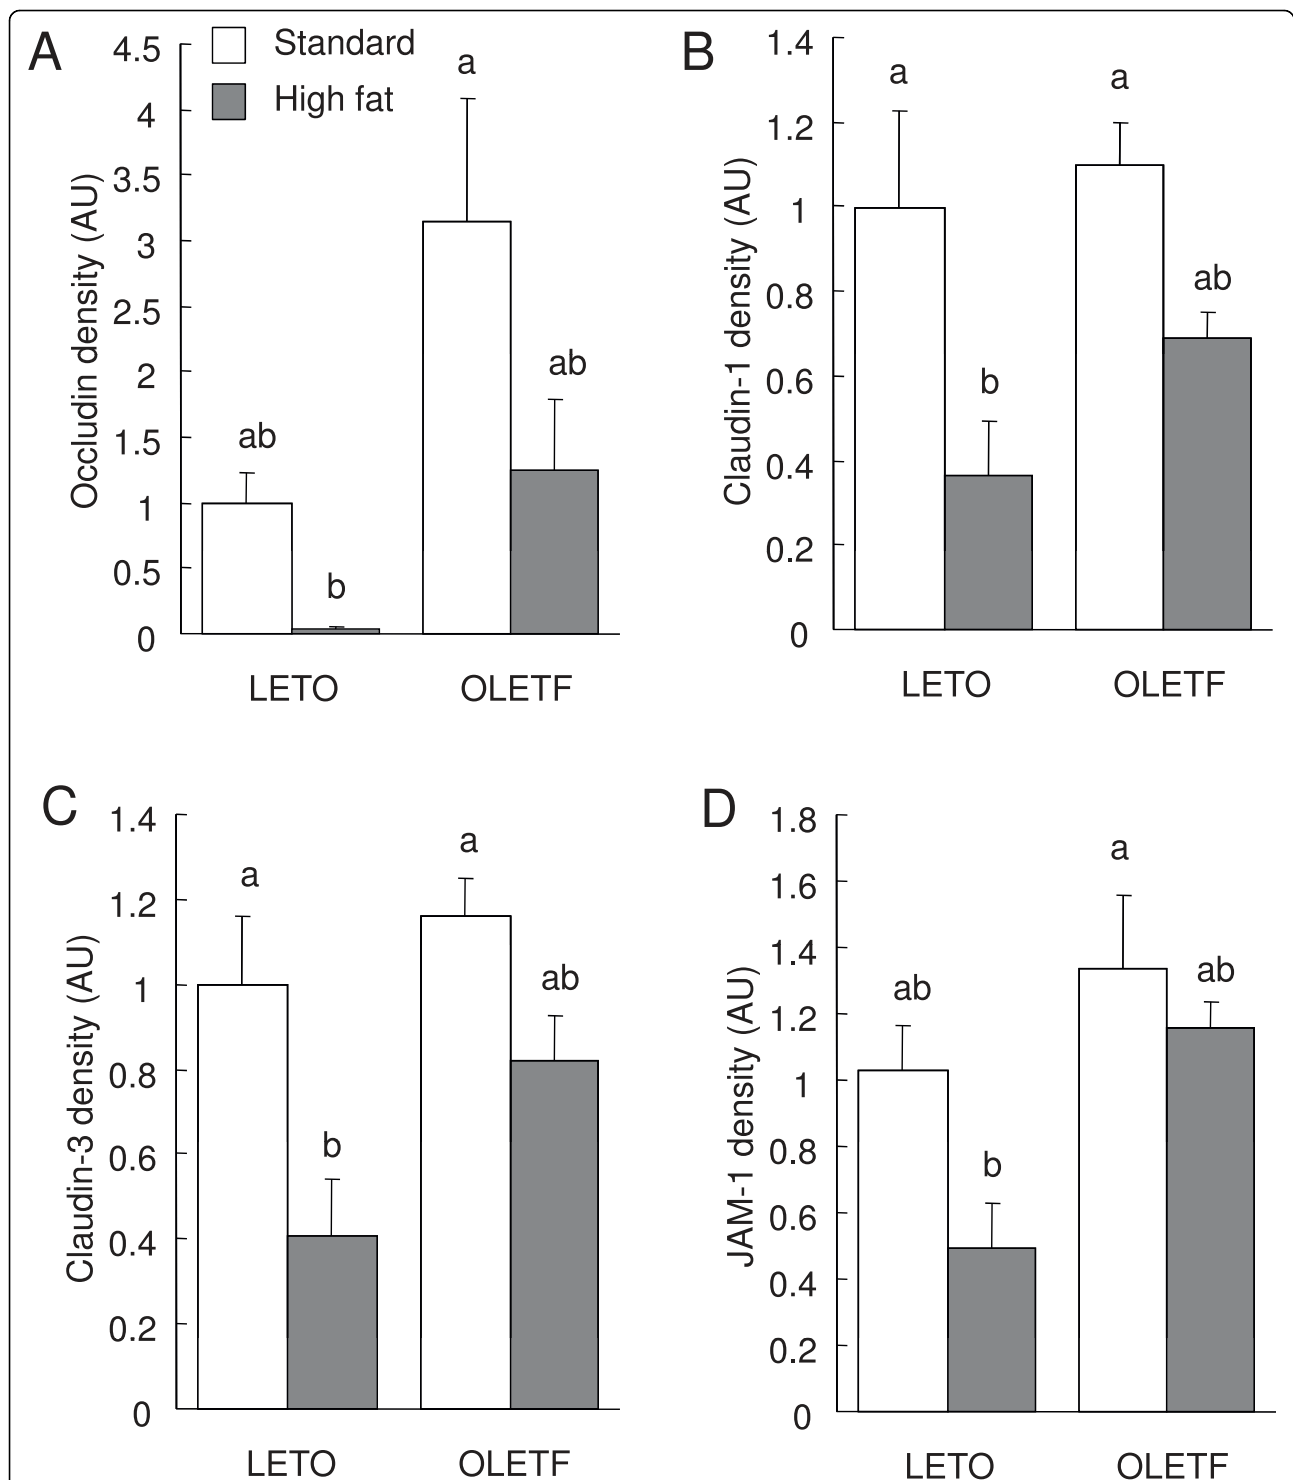 A
Standard
High fat
Occludin density (AU)
4.5
4
3.5
3
2.5
2
1.5
1
0.5
0
ab
b
a
ab
LETO
OLETF
B
Claudin-1 density (AU)
1.4
1.2
1
0.8
0.6
0.4
0.2
0
a
b
a
ab
LETO
OLETF
C
Claudin-3 density (AU)
1.4
1.2
1
0.8
0.6
0.4
0.2
0
a
b
a
ab
LETO
OLETF
D
JAM-1 density (AU)
1.8
1.6
1.4
1.2
1
0.8
0.6
0.4
0.2
0
ab
b
a
ab
LETO
OLETF